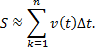 S ≈ ∑_{k=1}^{n} v(t)Δt.